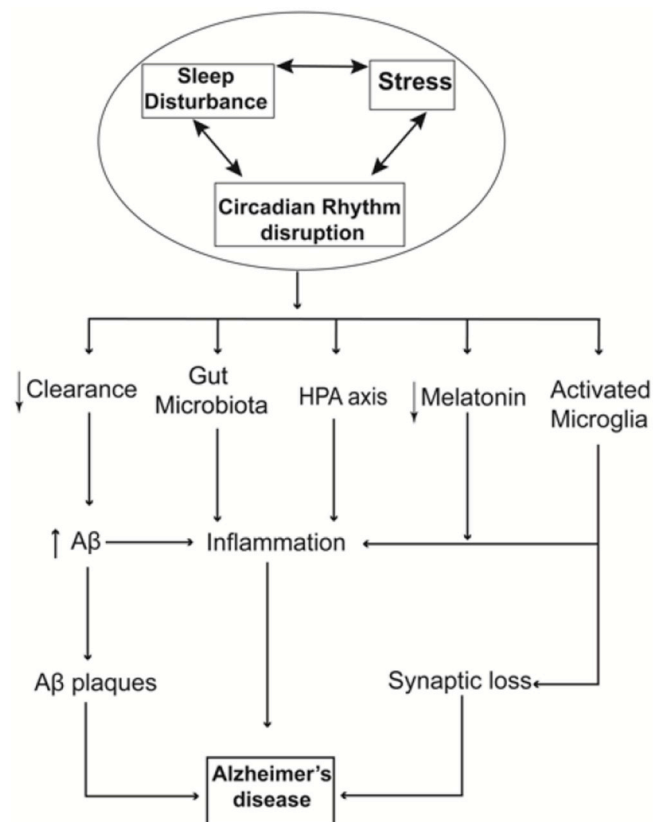 Sleep
Disturbance
Stress
Circadian Rhythm
disruption
↓ Clearance
Gut
Microbiota
HPA axis
↓ Melatonin
Activated
Microglia
↑ Aβ
Inflammation
Aβ plaques
Synaptic loss
Alzheimer's
disease